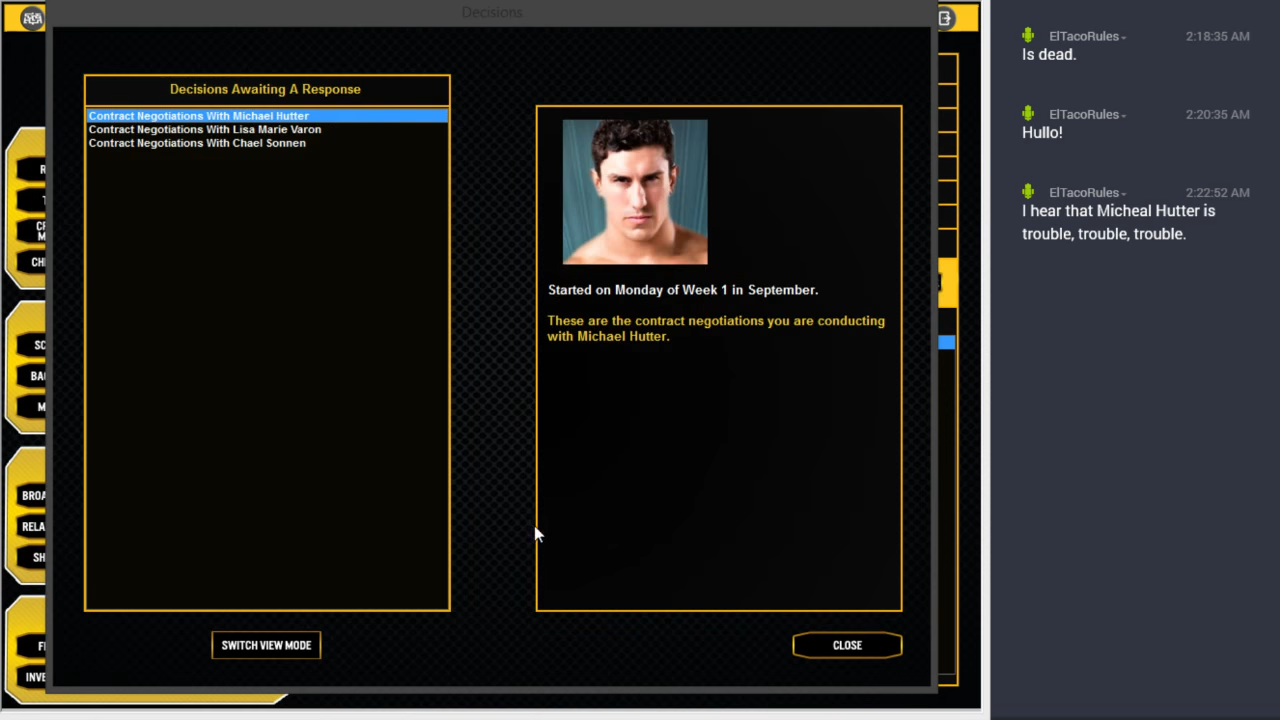 Decisions
Decisions Awaiting A Response
Contract Negotiations With Michael Hutter
Contract Negotiations With Lisa Marie Varon
Contract Negotiations With Chael Sonnen
Started on Monday of Week 1 in September.
These are the contract negotiations you are conducting
with Michael Hutter.
SWITCH VIEW MODE
CLOSE
ElTacoRules 2:18:35 AM
Is dead.
ElTacoRules 2:20:35 AM
Hullo!
ElTacoRules 2:22:52 AM
I hear that Micheal Hutter is
trouble, trouble, trouble.